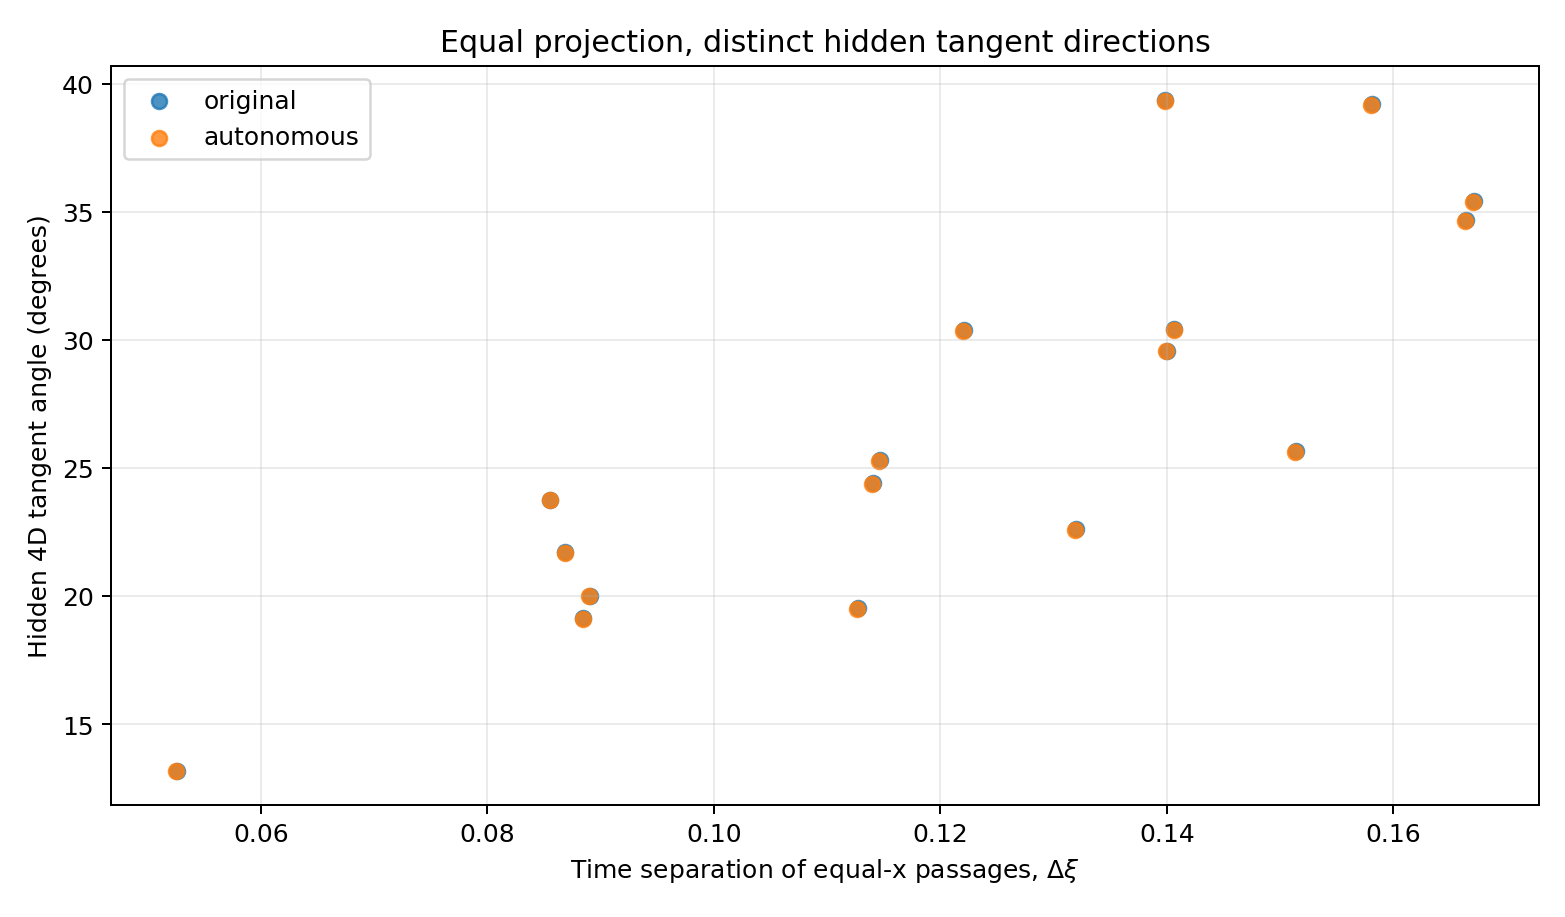 Equal projection, distinct hidden tangent directions
original
autonomous
Hidden 4D tangent angle (degrees)
40
35
30
25
20
15
0.06 0.08 0.10 0.12 0.14 0.16
Time separation of equal-x passages, Δξ